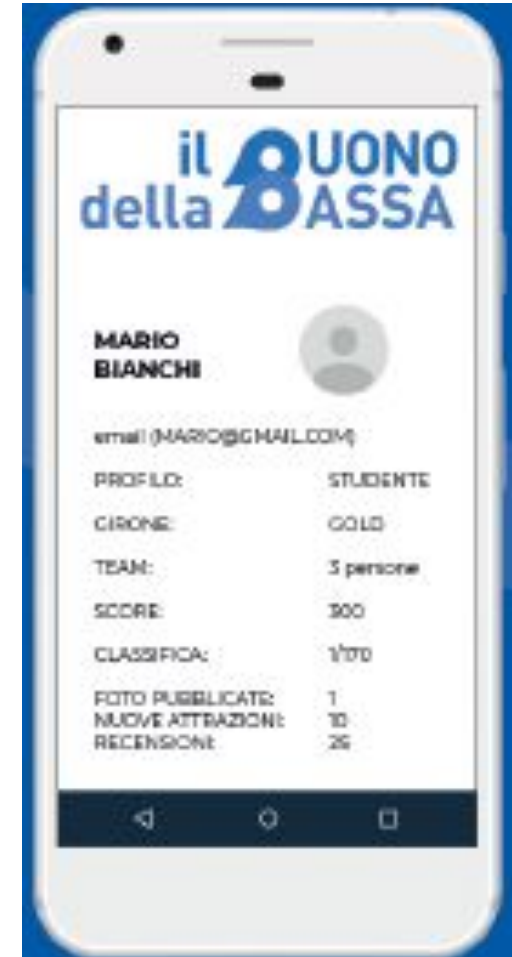 il BUONO
della BASSA
MARIO
BIANCHI
email (MARIO@GMAIL.COM)
PROFILO: STUDENTE
GIRONE: GOLD
TEAM: 3 persone
SCORE: 300
CLASSIFICA: 1/170
FOTO PUBBLICATE: 1
NUOVE ATTRAZIONI: 10
RECENSIONI: 26